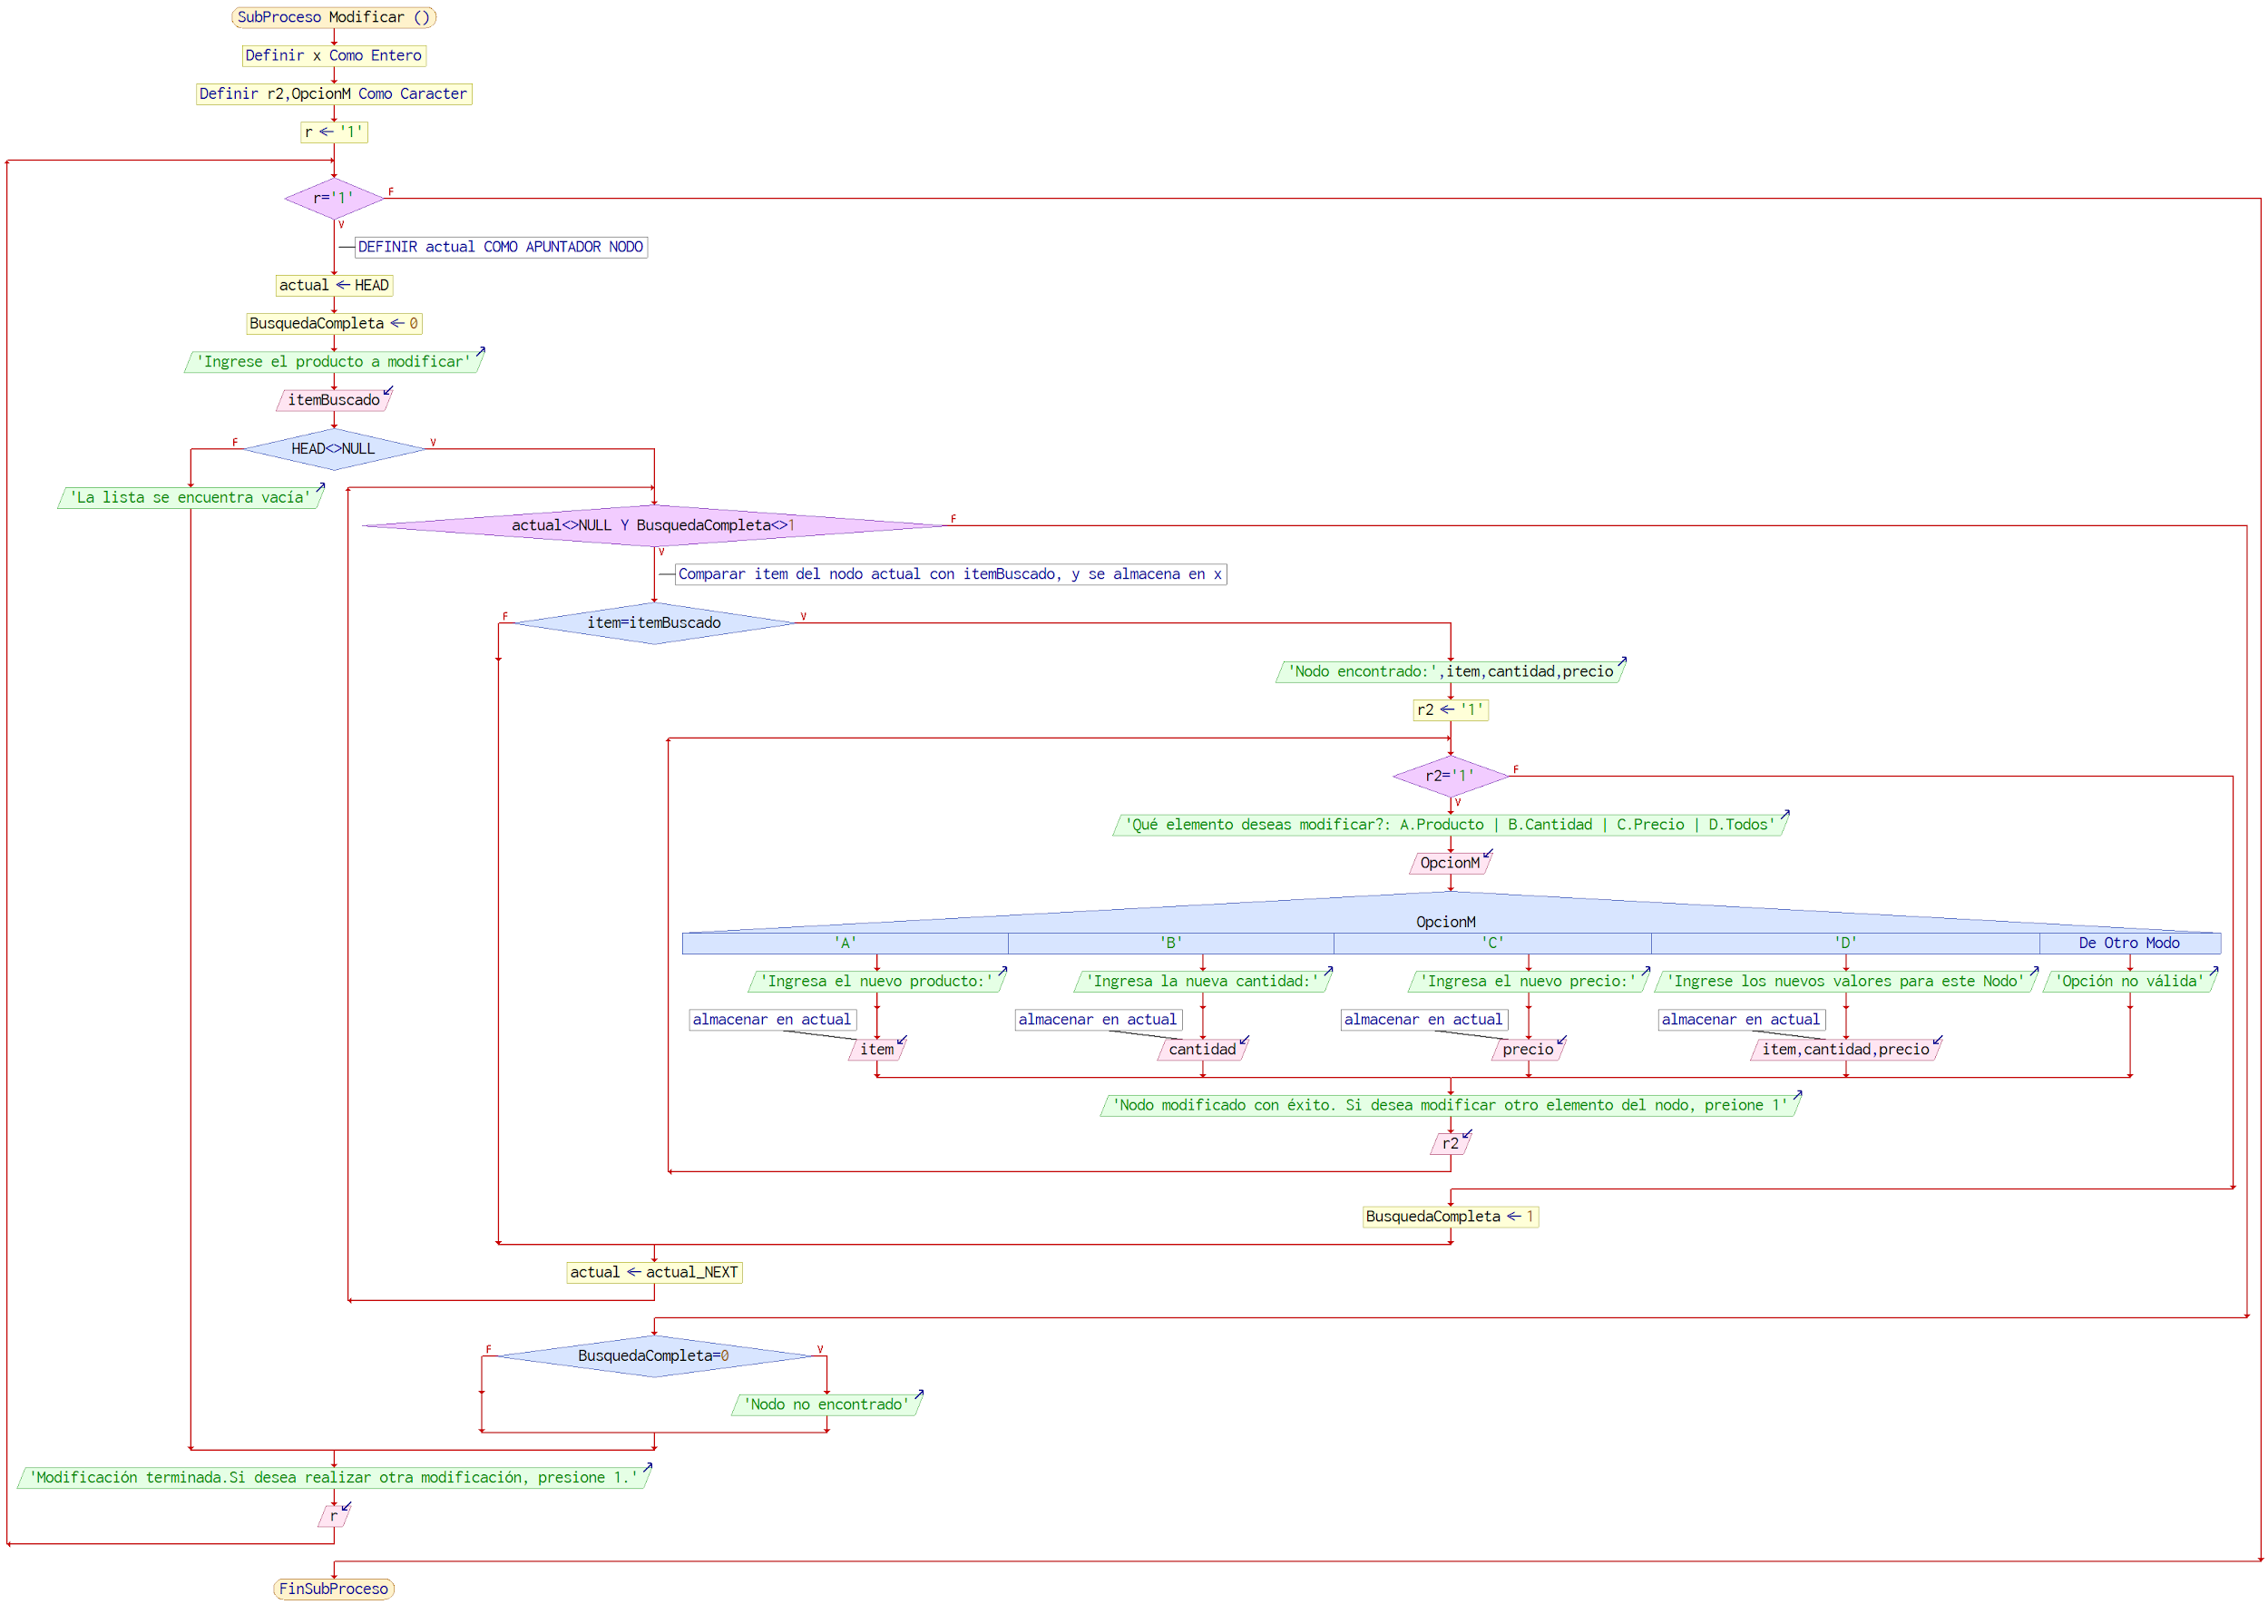 SubProceso Modificar ()
Definir x Como Entero
Definir r2,OpcionM Como Caracter
r ← '1'
r='1'
F
V
DEFINIR actual COMO APUNTADOR NODO
actual ← HEAD
BusquedaCompleta ← 0
'Ingrese el producto a modificar'
itemBuscado
F
HEAD<>NULL
V
'La lista se encuentra vacía'
actual<>NULL Y BusquedaCompleta<>1
F
V
Comparar item del nodo actual con itemBuscado, y se almacena en x
F
item=itemBuscado
V
'Nodo encontrado:',item,cantidad,precio
r2 ← '1'
r2='1'
F
V
'Qué elemento deseas modificar?: A.Producto | B.Cantidad | C.Precio | D.Todos'
OpcionM
OpcionM
'A' 'B' 'C' 'D' De Otro Modo
'Ingresa el nuevo producto:' 'Ingresa la nueva cantidad:' 'Ingresa el nuevo precio:' 'Ingrese los nuevos valores para este Nodo' 'Opción no válida'
almacenar en actual almacenar en actual almacenar en actual almacenar en actual
item cantidad precio item,cantidad,precio
'Nodo modificado con éxito. Si desea modificar otro elemento del nodo, preione 1'
r2
BusquedaCompleta ← 1
actual ← actual_NEXT
F
BusquedaCompleta=0
V
'Nodo no encontrado'
'Modificación terminada.Si desea realizar otra modificación, presione 1.'
r
FinSubProceso